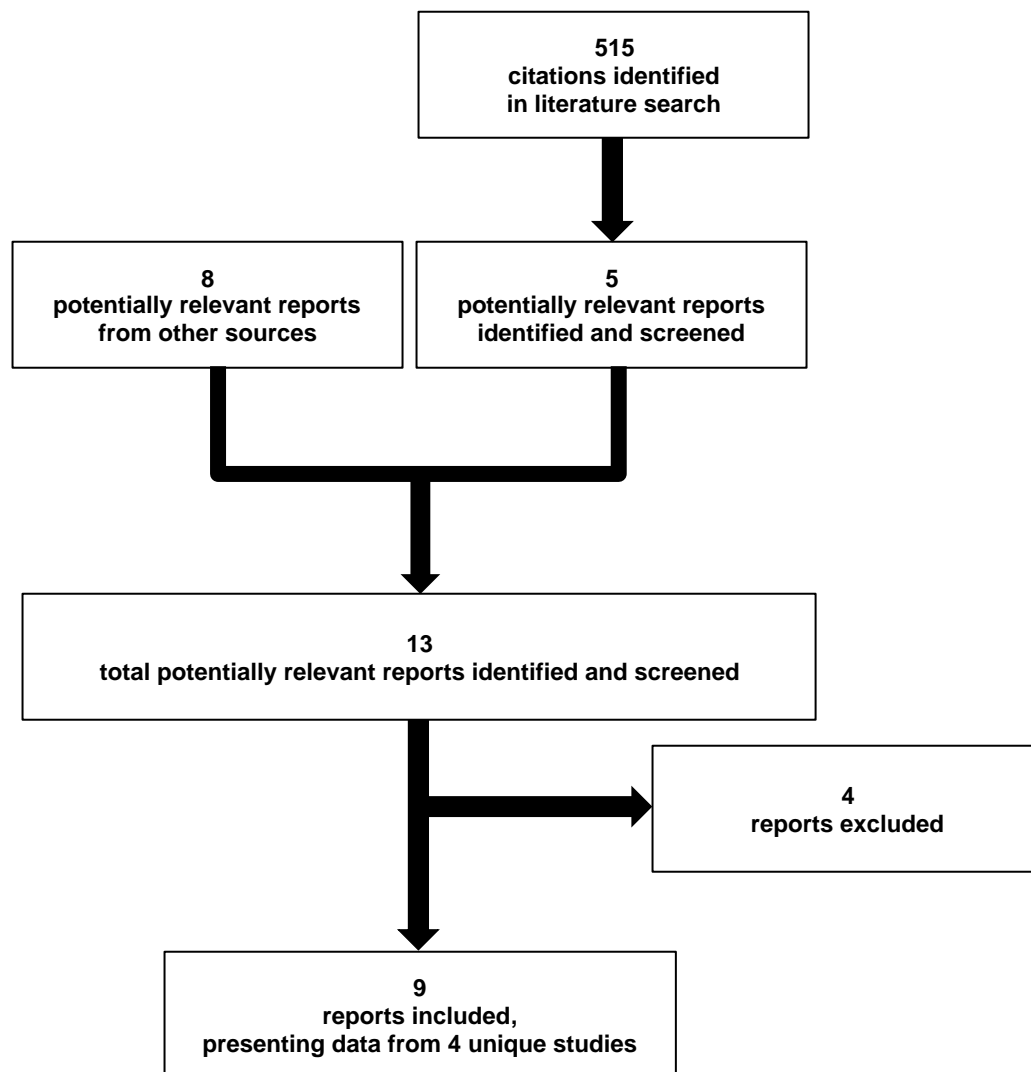 515
citations identified
in literature search
8
potentially relevant reports
from other sources
5
potentially relevant reports
identified and screened
13
total potentially relevant reports identified and screened
4
reports excluded
9
reports included,
presenting data from 4 unique studies